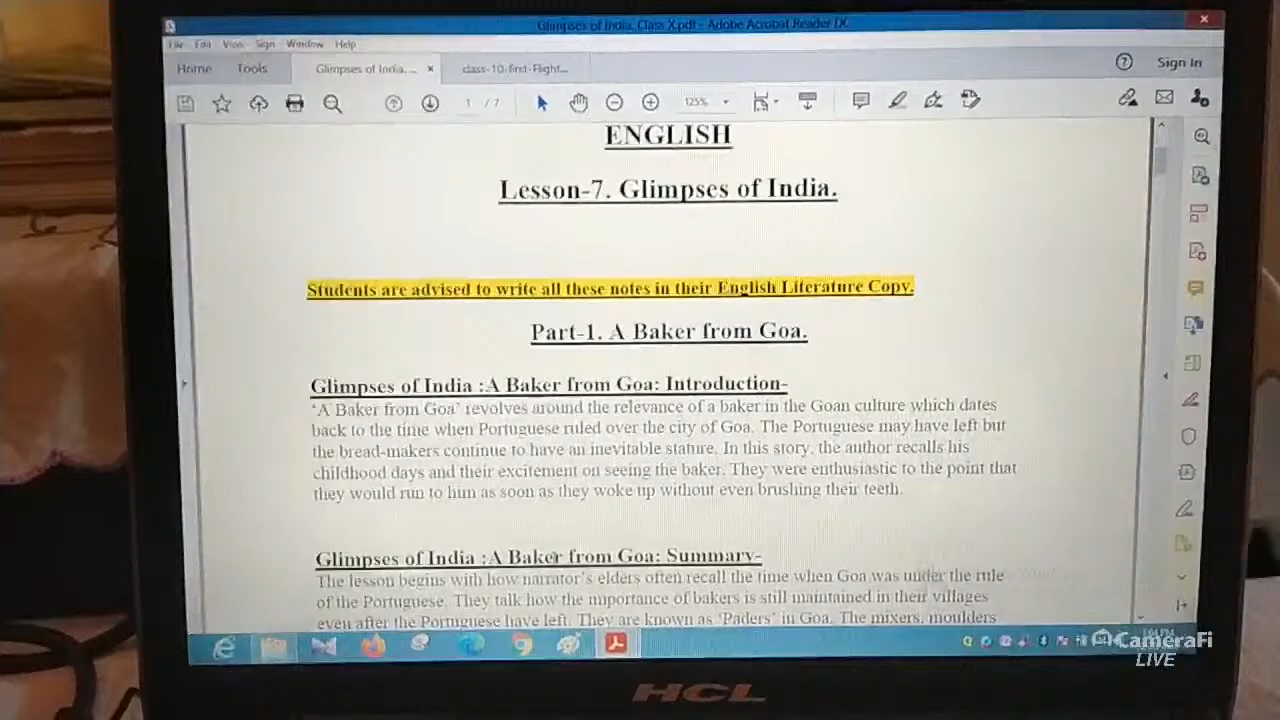 Glimpses of India. Class X.pdf - Adobe Acrobat Reader DC
File Edit View Sign Window Help
Home Tools Glimpses of India. ... × class-10-first-Flight...
Sign In
1 / 7 125%
ENGLISH
Lesson-7. Glimpses of India.
Students are advised to write all these notes in their English Literature Copy.
Part-1. A Baker from Goa.
Glimpses of India :A Baker from Goa: Introduction-
‘A Baker from Goa’ revolves around the relevance of a baker in the Goan culture which dates
back to the time when Portuguese ruled over the city of Goa. The Portuguese may have left but
the bread-makers continue to have an inevitable stature. In this story, the author recalls his
childhood days and their excitement on seeing the baker. They were enthusiastic to the point that
they would run to him as soon as they woke up without even brushing their teeth.
Glimpses of India :A Baker from Goa: Summary-
The lesson begins with how narrator’s elders often recall the time when Goa was under the rule
of the Portuguese. They talk how the importance of bakers is still maintained in their villages
even after the Portuguese have left. They are known as ‘Paders’ in Goa. The mixers, moulders
CameraFi
LIVE
HCL